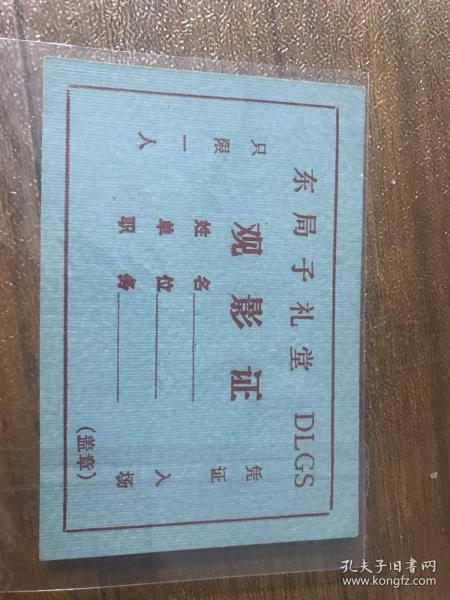 东局子礼堂 DLGS
观影证
只限一人
姓名
单位
职务
凭证入场
(盖章)
孔夫子旧书网
www.kongfz.com